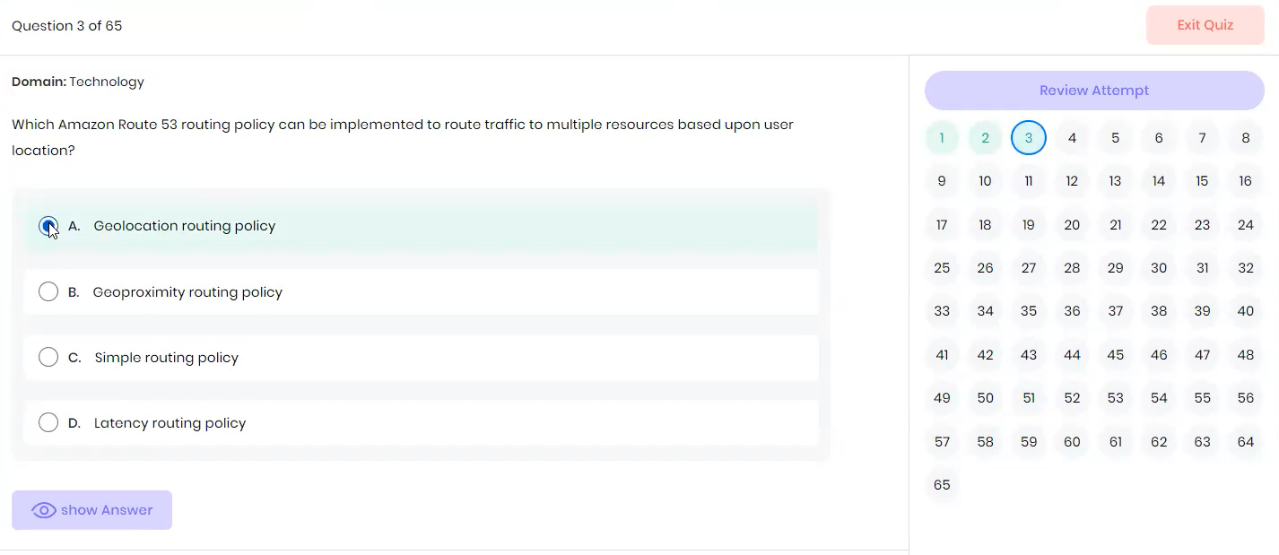 Question 3 of 65
Exit Quiz
Domain: Technology
Which Amazon Route 53 routing policy can be implemented to route traffic to multiple resources based upon user
location?
A. Geolocation routing policy
B. Geoproximity routing policy
C. Simple routing policy
D. Latency routing policy
show Answer
Review Attempt
1 2 3 4 5 6 7 8
9 10 11 12 13 14 15 16
17 18 19 20 21 22 23 24
25 26 27 28 29 30 31 32
33 34 35 36 37 38 39 40
41 42 43 44 45 46 47 48
49 50 51 52 53 54 55 56
57 58 59 60 61 62 63 64
65